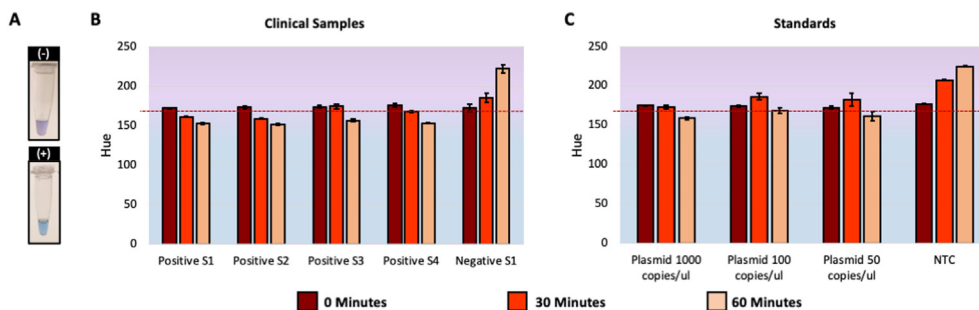 A
(-)
(+)
B
Clinical Samples
Hue
250
200
150
100
50
0
Positive S1 Positive S2 Positive S3 Positive S4 Negative S1
C
Standards
Hue
250
200
150
100
50
0
Plasmid 1000 copies/ul
Plasmid 100 copies/ul
Plasmid 50 copies/ul
NTC
0 Minutes 30 Minutes 60 Minutes